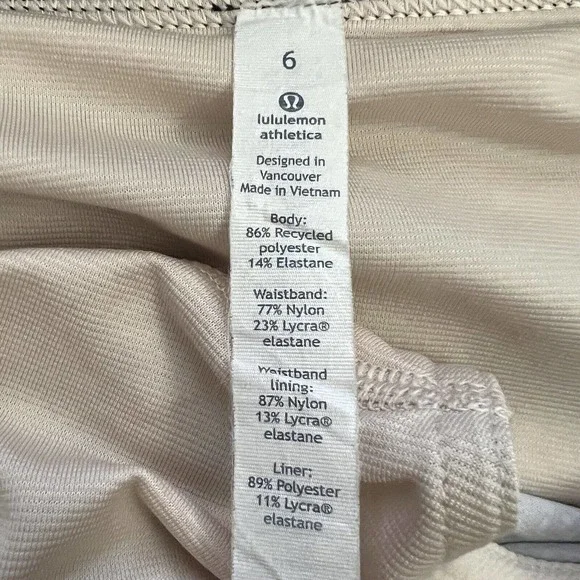 6
lululemon
athletica
Designed in
Vancouver
Made in Vietnam
Body:
86% Recycled
polyester
14% Elastane
Waistband:
77% Nylon
23% Lycra®
elastane
Waistband
lining:
87% Nylon
13% Lycra®
elastane
Liner:
89% Polyester
11% Lycra®
elastane